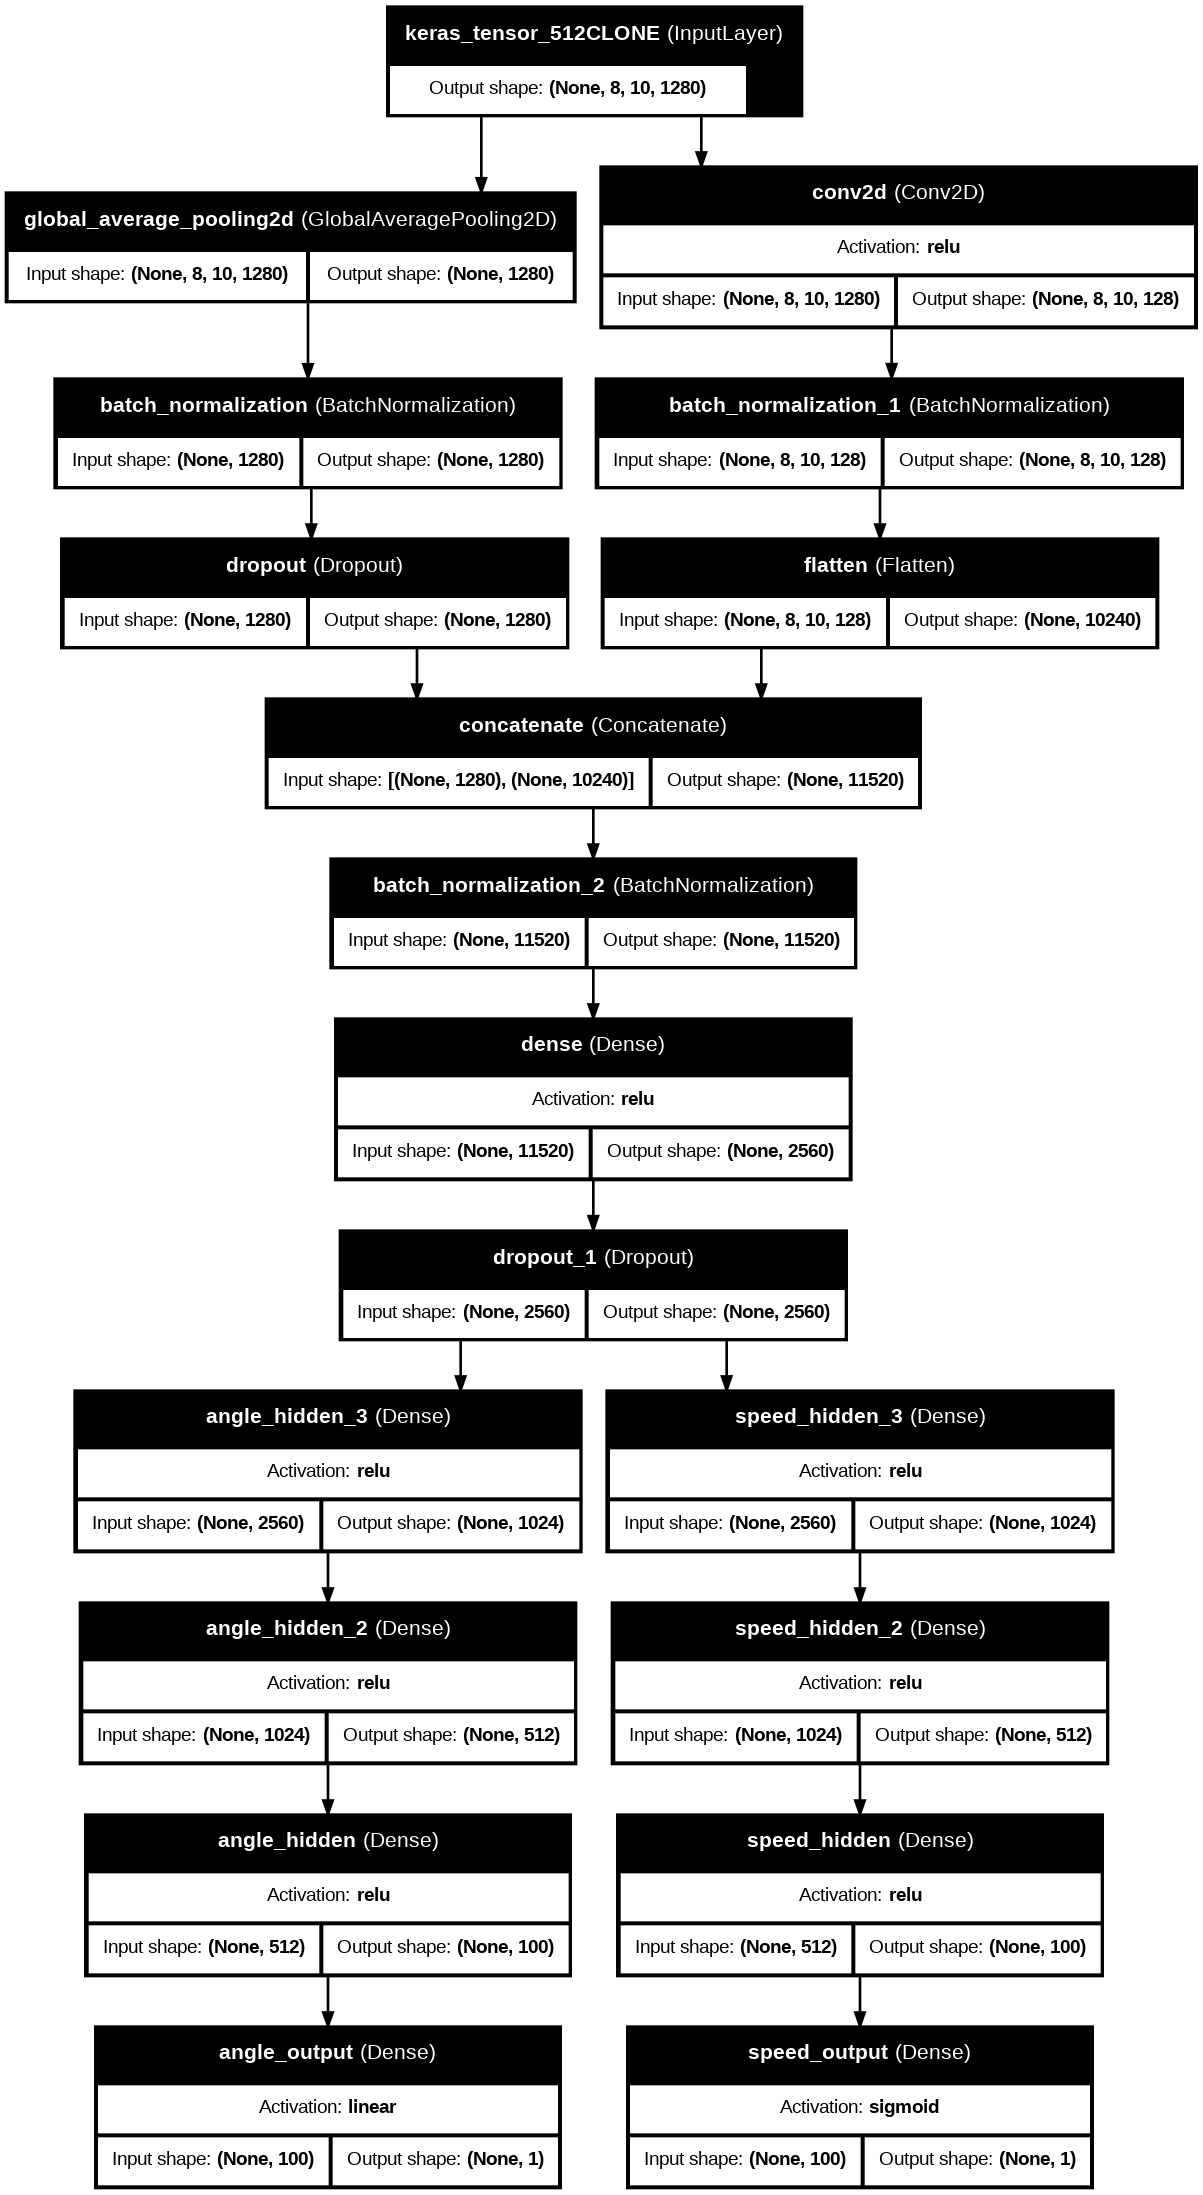 keras_tensor_512CLONE (InputLayer)
Output shape: (None, 8, 10, 1280)
global_average_pooling2d (GlobalAveragePooling2D)
Input shape: (None, 8, 10, 1280) Output shape: (None, 1280)
conv2d (Conv2D)
Activation: relu
Input shape: (None, 8, 10, 1280) Output shape: (None, 8, 10, 128)
batch_normalization (BatchNormalization)
Input shape: (None, 1280) Output shape: (None, 1280)
batch_normalization_1 (BatchNormalization)
Input shape: (None, 8, 10, 128) Output shape: (None, 8, 10, 128)
dropout (Dropout)
Input shape: (None, 1280) Output shape: (None, 1280)
flatten (Flatten)
Input shape: (None, 8, 10, 128) Output shape: (None, 10240)
concatenate (Concatenate)
Input shape: [(None, 1280), (None, 10240)] Output shape: (None, 11520)
batch_normalization_2 (BatchNormalization)
Input shape: (None, 11520) Output shape: (None, 11520)
dense (Dense)
Activation: relu
Input shape: (None, 11520) Output shape: (None, 2560)
dropout_1 (Dropout)
Input shape: (None, 2560) Output shape: (None, 2560)
angle_hidden_3 (Dense)
Activation: relu
Input shape: (None, 2560) Output shape: (None, 1024)
speed_hidden_3 (Dense)
Activation: relu
Input shape: (None, 2560) Output shape: (None, 1024)
angle_hidden_2 (Dense)
Activation: relu
Input shape: (None, 1024) Output shape: (None, 512)
speed_hidden_2 (Dense)
Activation: relu
Input shape: (None, 1024) Output shape: (None, 512)
angle_hidden (Dense)
Activation: relu
Input shape: (None, 512) Output shape: (None, 100)
speed_hidden (Dense)
Activation: relu
Input shape: (None, 512) Output shape: (None, 100)
angle_output (Dense)
Activation: linear
Input shape: (None, 100) Output shape: (None, 1)
speed_output (Dense)
Activation: sigmoid
Input shape: (None, 100) Output shape: (None, 1)